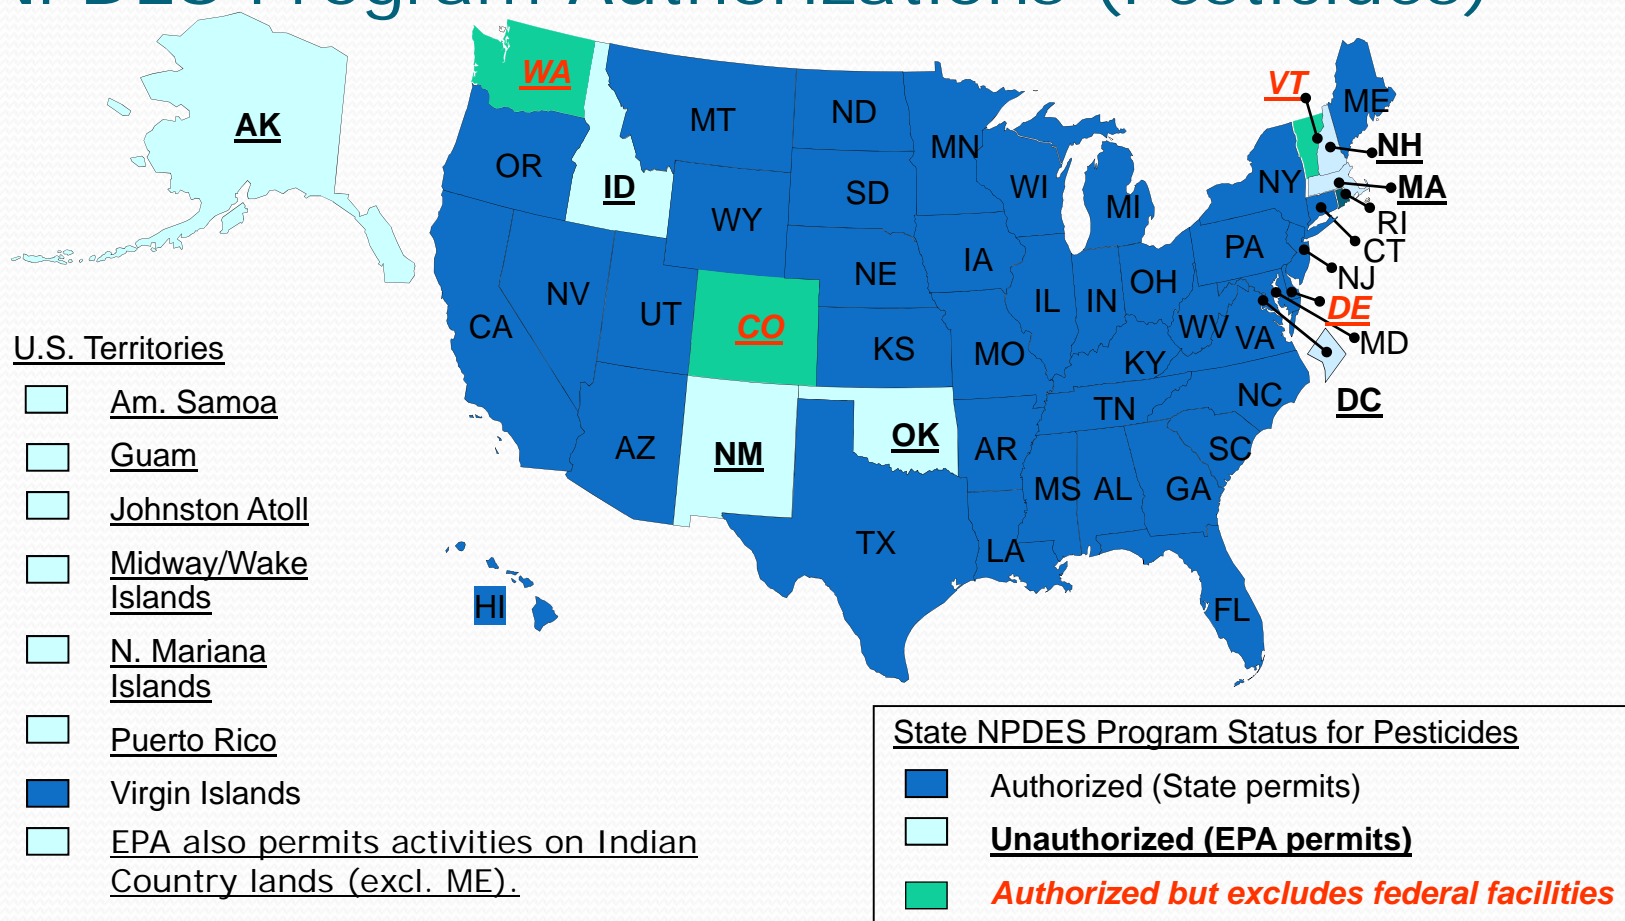 NPDES Program Authorizations (Pesticides)
AK
WA
MT
ND
MN
OR
ID
SD
WI
MI
WY
NY
VT
ME
NH
MA
RI
CT
NJ
DE
MD
DC
PA
IA
NE
NV
UT
CO
CA
IL
IN
OH
WV
VA
KS
MO
KY
NC
TN
AZ
NM
OK
AR
SC
MS
AL
GA
TX
LA
FL
HI
U.S. Territories
Am. Samoa
Guam
Johnston Atoll
Midway/Wake
Islands
N. Mariana
Islands
Puerto Rico
Virgin Islands
EPA also permits activities on Indian
Country lands (excl. ME).
State NPDES Program Status for Pesticides
Authorized (State permits)
Unauthorized (EPA permits)
Authorized but excludes federal facilities